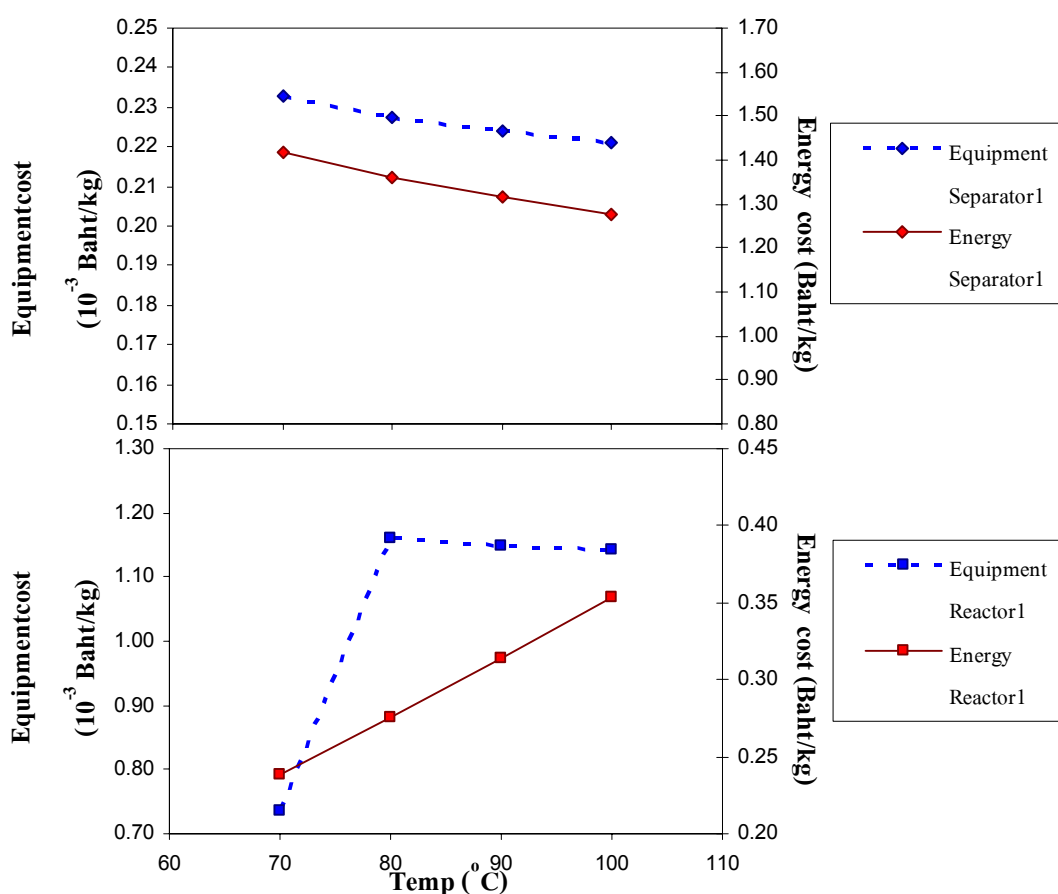 0.25
0.24
0.23
0.22
0.21
0.20
0.19
0.18
0.17
0.16
0.15
Equipmentcost
(10⁻³ Baht/kg)
1.70
1.60
1.50
1.40
1.30
1.20
1.10
1.00
0.90
0.80
Energy cost (Baht/kg)
Equipment
Separator1
Energy
Separator1
1.30
1.20
1.10
1.00
0.90
0.80
0.70
Equipmentcost
(10⁻³ Baht/kg)
0.45
0.40
0.35
0.30
0.25
0.20
Energy cost (Baht/kg)
Equipment
Reactor1
Energy
Reactor1
60 70 80 90 100 110
Temp (°C)